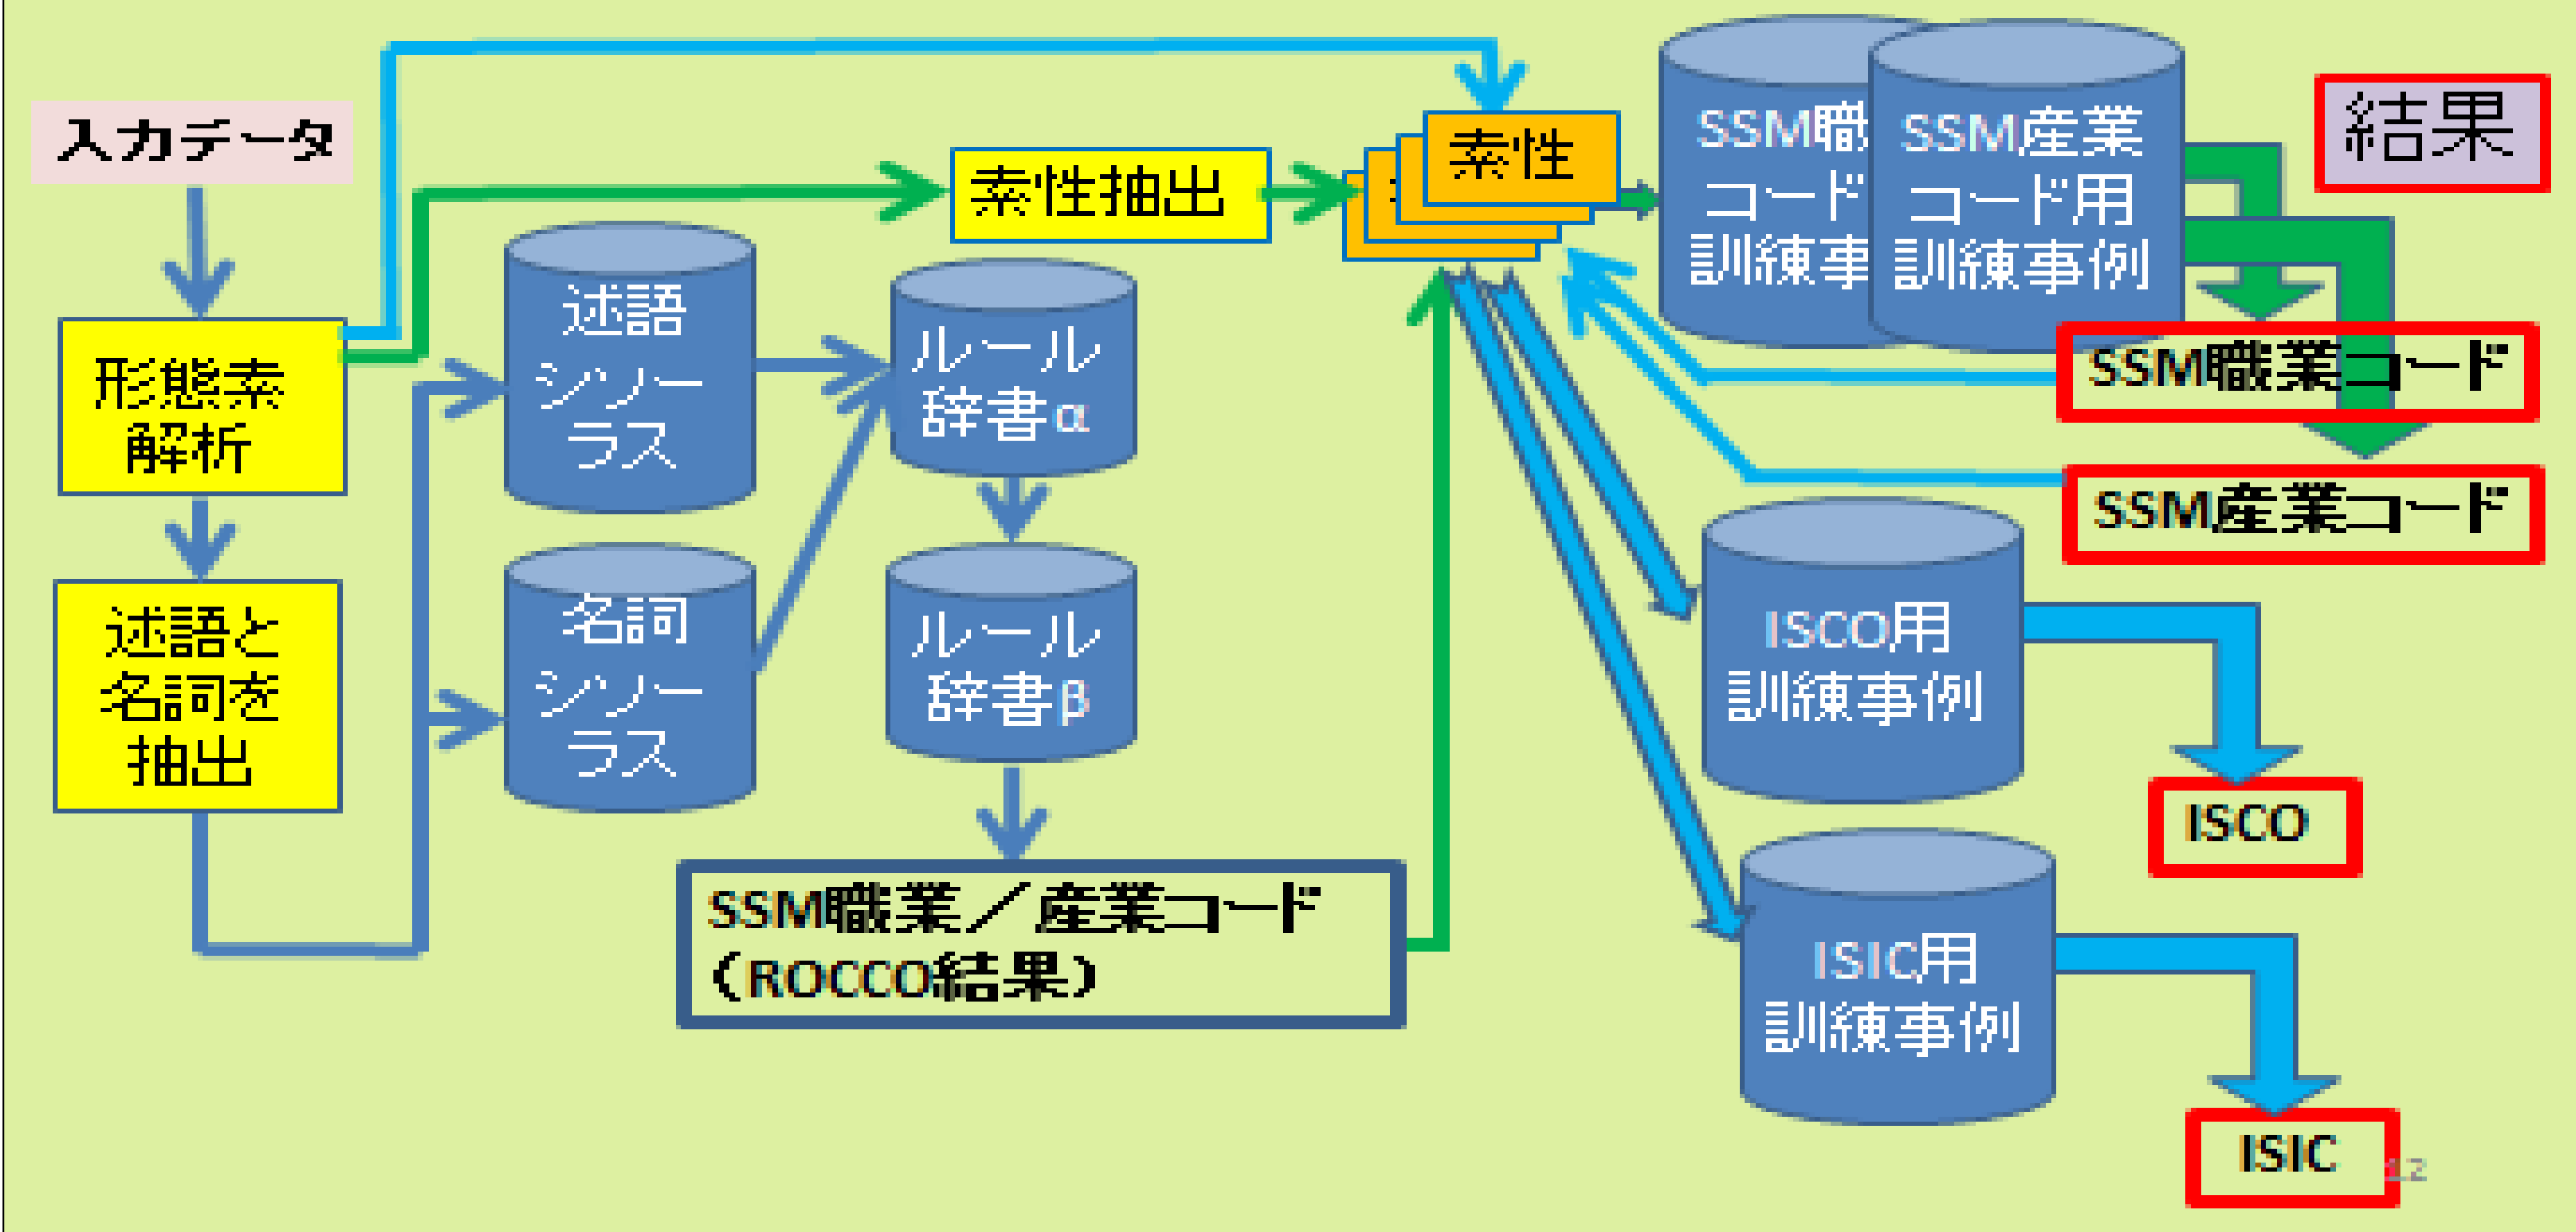 入力データ
形態素
解析
述語と
名詞を
抽出
述語
シソー
ラス
名詞
シソー
ラス
ルール
辞書α
ルール
辞書β
SSM職業／産業コード
（ROCCO結果）
素性抽出
素性
SSM職
コード
訓練事
SSM産業
コード用
訓練事例
結果
SSM職業コード
SSM産業コード
ISCO用
訓練事例
ISCO
ISIC用
訓練事例
ISIC
12